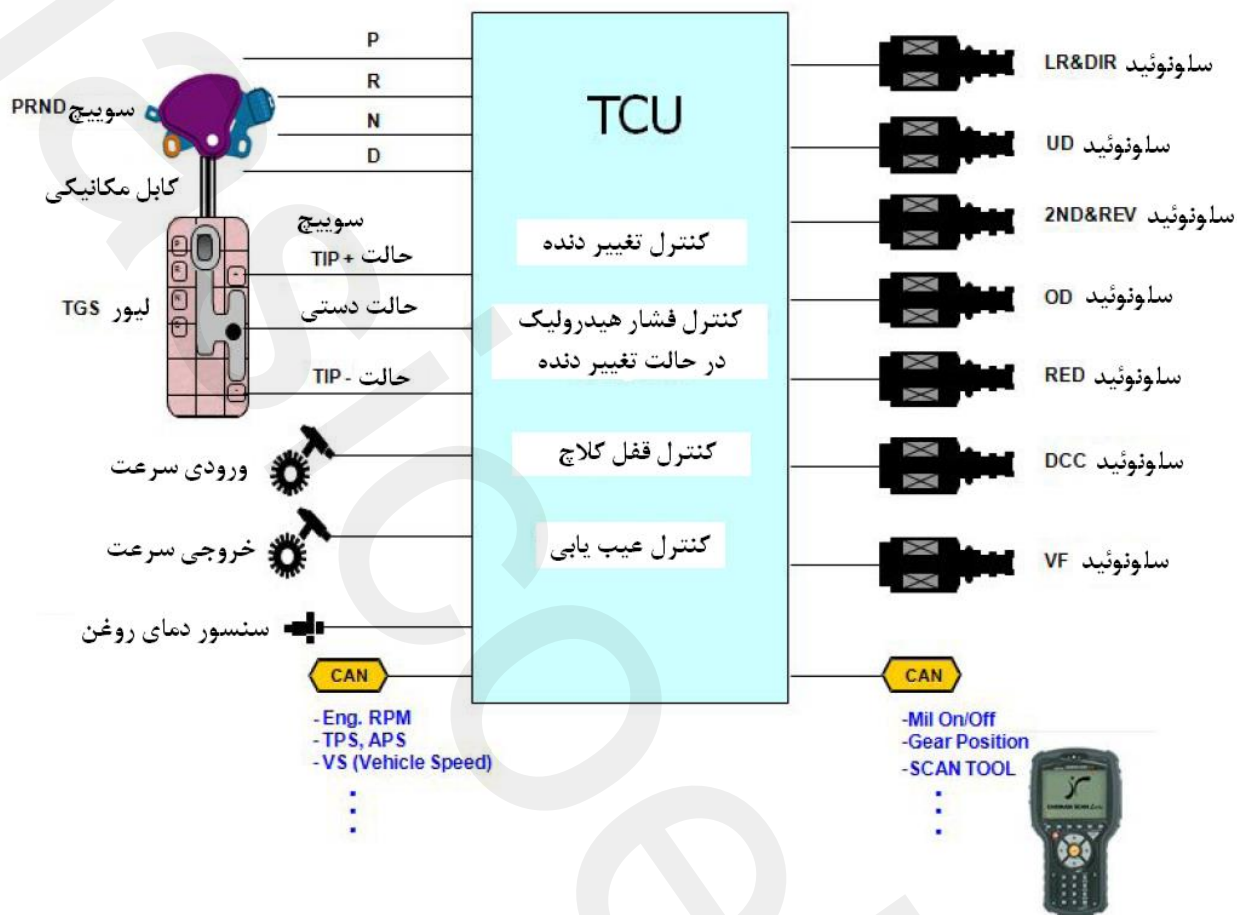 P
R
N
D
سوییچ PRND
کابل مکانیکی
سوییچ
حالت TIP +
حالت دستی
حالت TIP -
لیور TGS
ورودی سرعت
خروجی سرعت
سنسور دمای روغن
CAN
-Eng. RPM
-TPS, APS
-VS (Vehicle Speed)
TCU
کنترل تغییر دنده
کنترل فشار هیدرولیک
در حالت تغییر دنده
کنترل قفل کلاچ
کنترل عیب یابی
سلونوئید LR&DIR
سلونوئید UD
سلونوئید 2ND&REV
سلونوئید OD
سلونوئید RED
سلونوئید DCC
سلونوئید VF
CAN
-Mil On/Off
-Gear Position
-SCAN TOOL